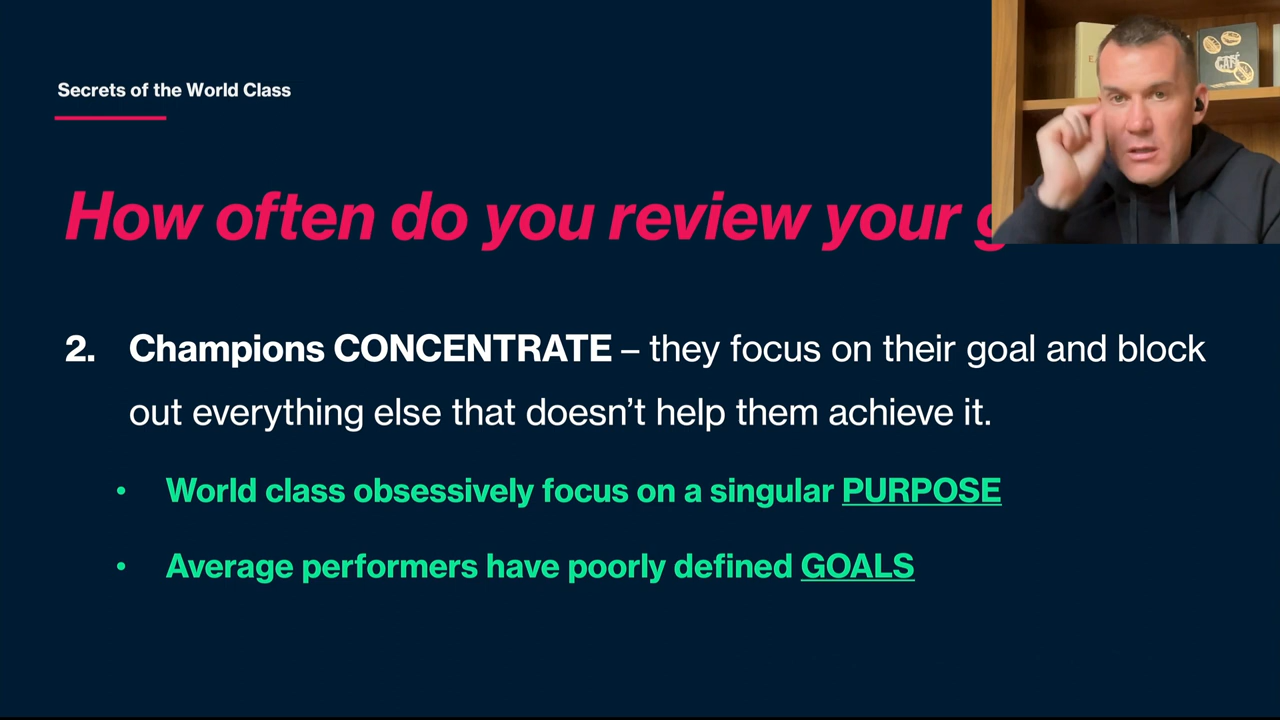 Secrets of the World Class
How often do you review your
2. Champions CONCENTRATE – they focus on their goal and block
out everything else that doesn’t help them achieve it.
• World class obsessively focus on a singular PURPOSE
• Average performers have poorly defined GOALS
CAFÉ